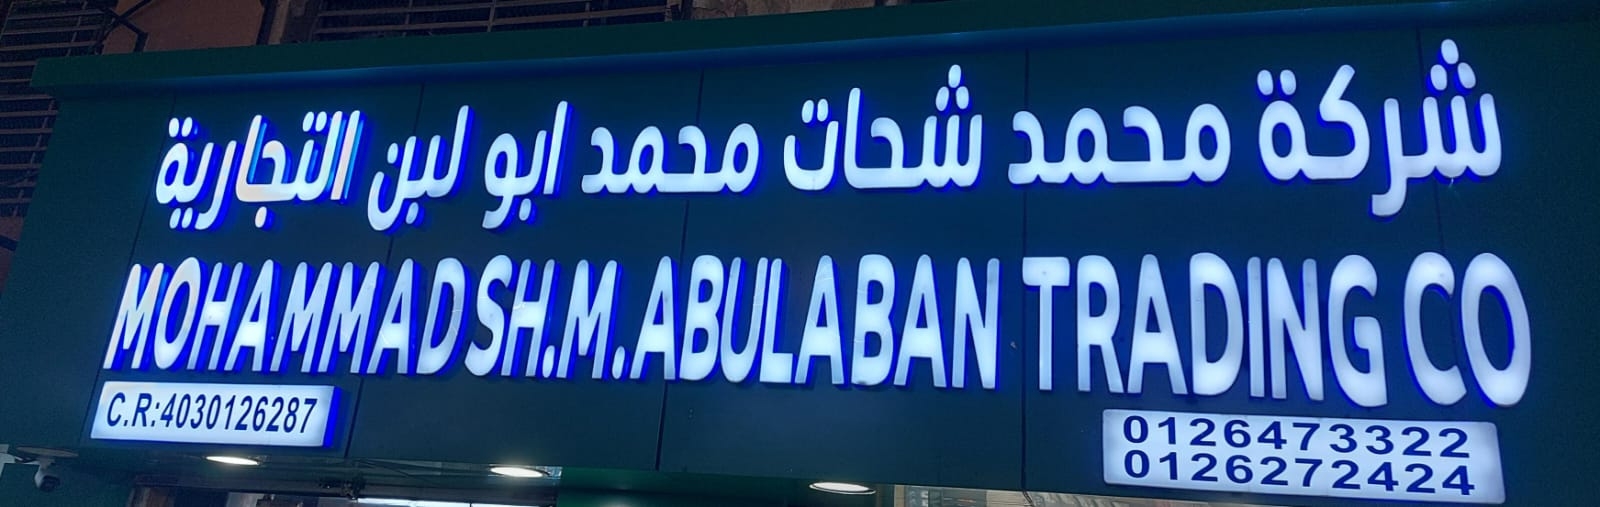 شركة محمد شحات محمد ابو لبن التجارية
MOHAMMAD SH.M.ABULABAN TRADING CO
C.R:4030126287
0126473322
0126272424